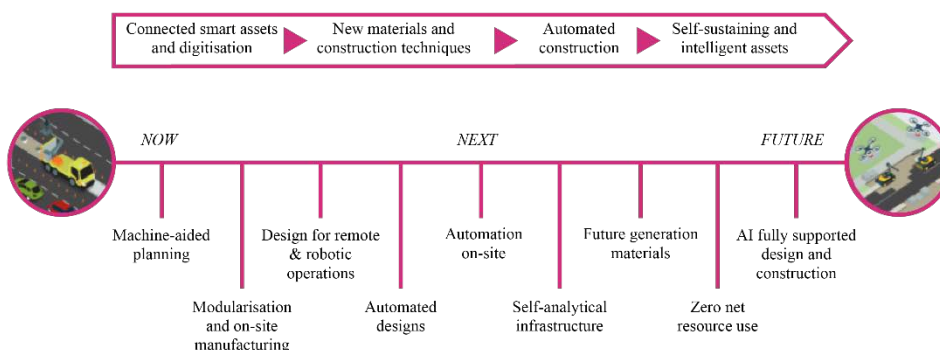 Connected smart assets
and digitisation
New materials and
construction techniques
Automated
construction
Self-sustaining and
intelligent assets
NOW
NEXT
FUTURE
Machine-aided
planning
Modularisation
and on-site
manufacturing
Design for remote
& robotic
operations
Automated
designs
Automation
on-site
Self-analytical
infrastructure
Future generation
materials
Zero net
resource use
AI fully supported
design and
construction